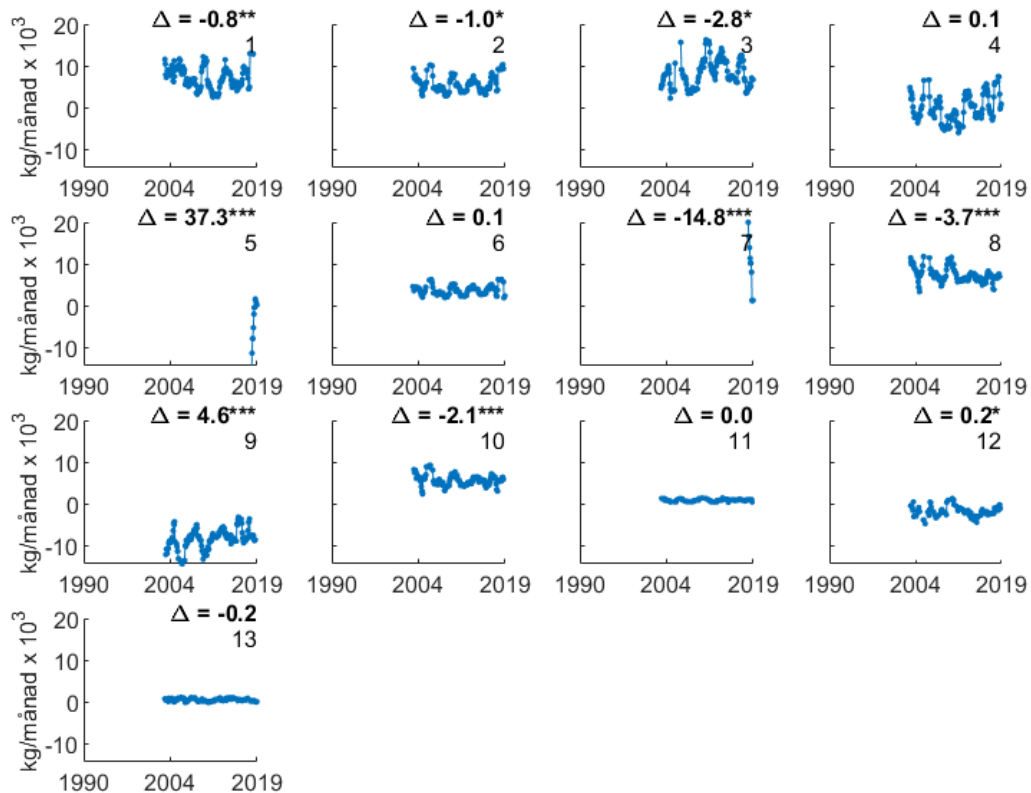 Δ = -0.8**
1
Δ = -1.0*
2
Δ = -2.8*
3
Δ = 0.1
4
kg/månad x 10³
20
10
0
-10
1990 2004 2019
1990 2004 2019
1990 2004 2019
1990 2004 2019
Δ = 37.3***
5
Δ = 0.1
6
Δ = -14.8***
7
Δ = -3.7***
8
kg/månad x 10³
20
10
0
-10
1990 2004 2019
1990 2004 2019
1990 2004 2019
1990 2004 2019
Δ = 4.6***
9
Δ = -2.1***
10
Δ = 0.0
11
Δ = 0.2*
12
kg/månad x 10³
20
10
0
-10
1990 2004 2019
1990 2004 2019
1990 2004 2019
1990 2004 2019
Δ = -0.2
13
kg/månad x 10³
20
10
0
-10
1990 2004 2019